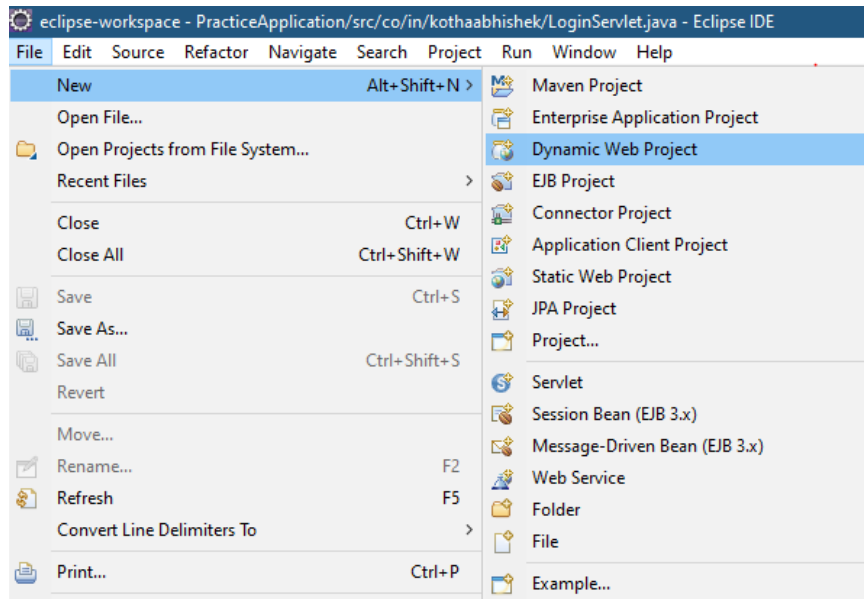 eclipse-workspace - PracticeApplication/src/co/in/kothaabhishek/LoginServlet.java - Eclipse IDE
File Edit Source Refactor Navigate Search Project Run Window Help
New Alt+Shift+N >
Open File...
Open Projects from File System...
Recent Files >
Close Ctrl+W
Close All Ctrl+Shift+W
Save Ctrl+S
Save As...
Save All Ctrl+Shift+S
Revert
Move...
Rename... F2
Refresh F5
Convert Line Delimiters To >
Print... Ctrl+P
Maven Project
Enterprise Application Project
Dynamic Web Project
EJB Project
Connector Project
Application Client Project
Static Web Project
JPA Project
Project...
Servlet
Session Bean (EJB 3.x)
Message-Driven Bean (EJB 3.x)
Web Service
Folder
File
Example...